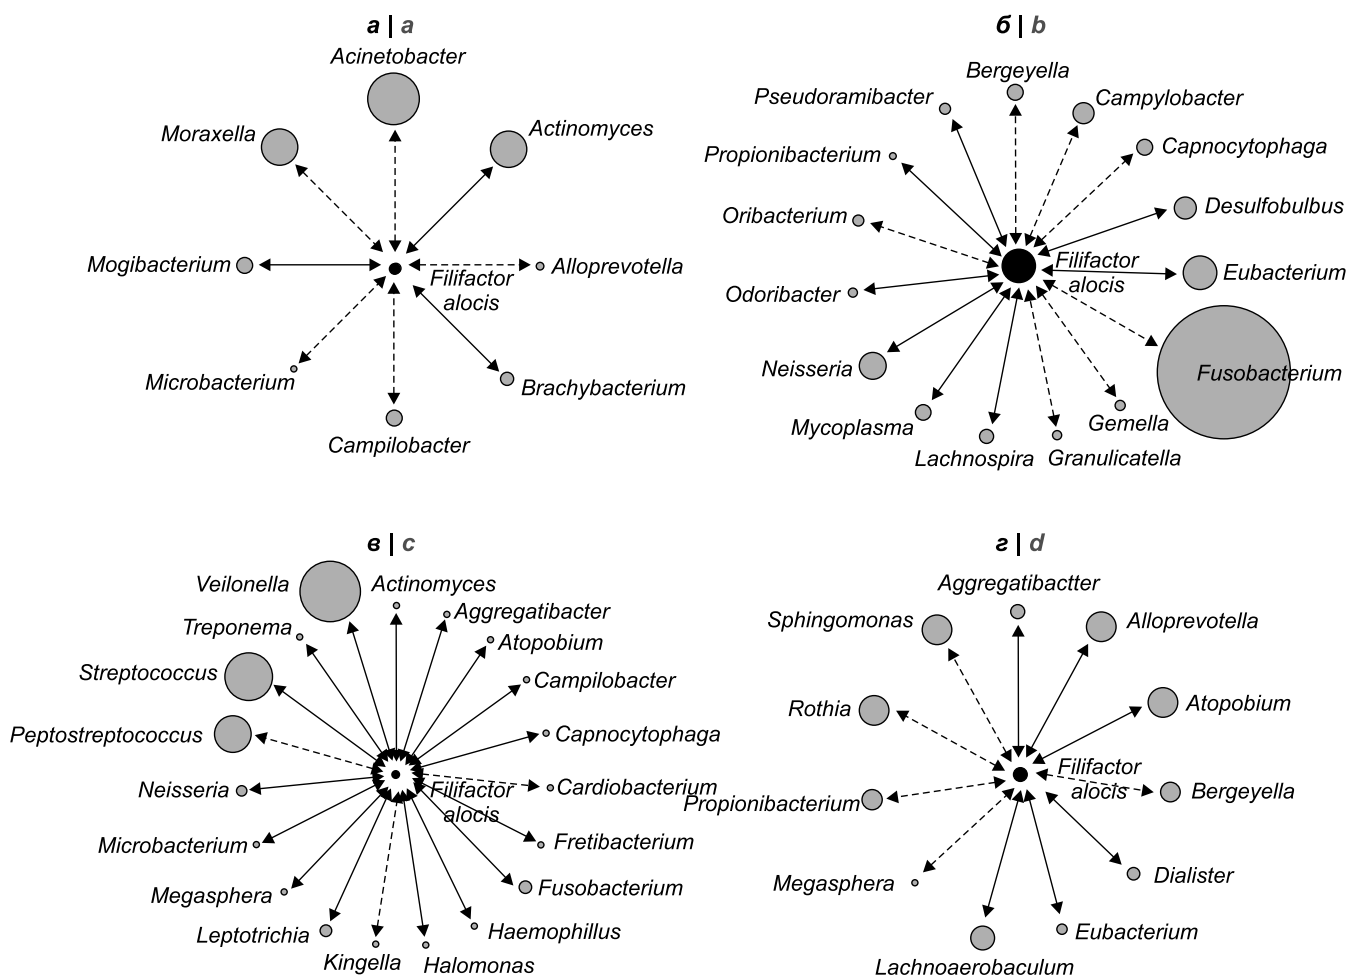 а | a
б | b
Acinetobacter
Moraxella
Actinomyces
Mogibacterium
Filifactor
alocis
Alloprevotella
Microbacterium
Brachybacterium
Campilobacter
Bergeyella
Pseudoramibacter
Campylobacter
Propionibacterium
Capnocytophaga
Oribacterium
Desulfobulbus
Filifactor
alocis
Eubacterium
Odoribacter
Neisseria
Fusobacterium
Mycoplasma
Gemella
Lachnospira
Granulicatella
в | c
г | d
Veilonella
Actinomyces
Aggregatibacter
Treponema
Atopobium
Streptococcus
Campilobacter
Peptostreptococcus
Capnocytophaga
Neisseria
Filifactor
alocis
Cardiobacterium
Microbacterium
Fretibacterium
Megasphera
Fusobacterium
Leptotrichia
Haemophillus
Kingella
Halomonas
Aggregatibactter
Sphingomonas
Alloprevotella
Rothia
Atopobium
Filifactor
alocis
Propionibacterium
Bergeyella
Megasphera
Dialister
Eubacterium
Lachnoaerobaculum